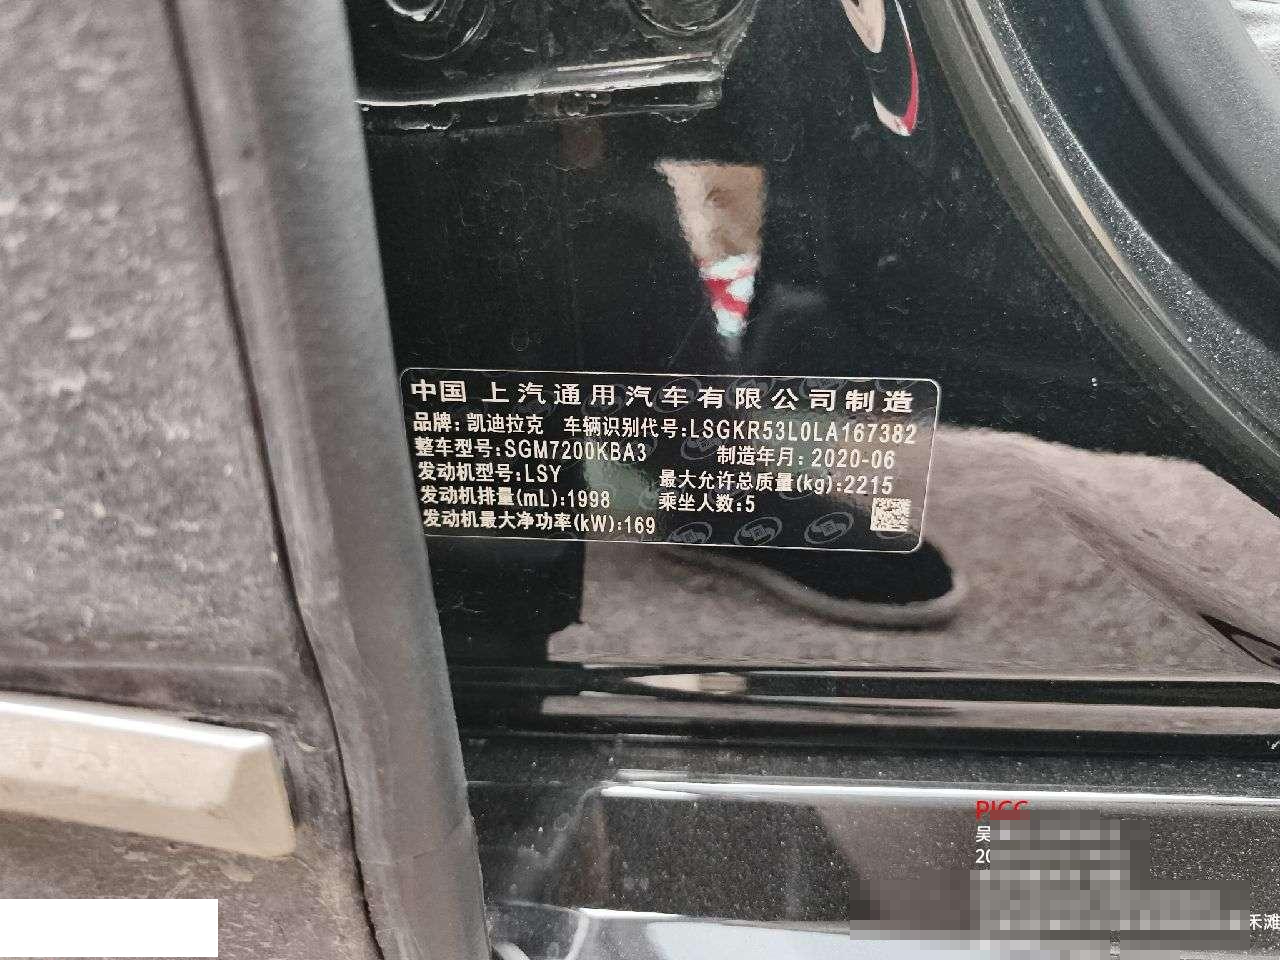 中国 上汽通用汽车有限公司制造
品牌: 凯迪拉克 车辆识别代号:LSGKR53L0LA167382
整车型号:SGM7200KBA3 制造年月: 2020-06
发动机型号:LSY 最大允许总质量(kg):2215
发动机排量(mL):1998 乘坐人数:5
发动机最大净功率(kW):169
PICC
吴
20
禾滩